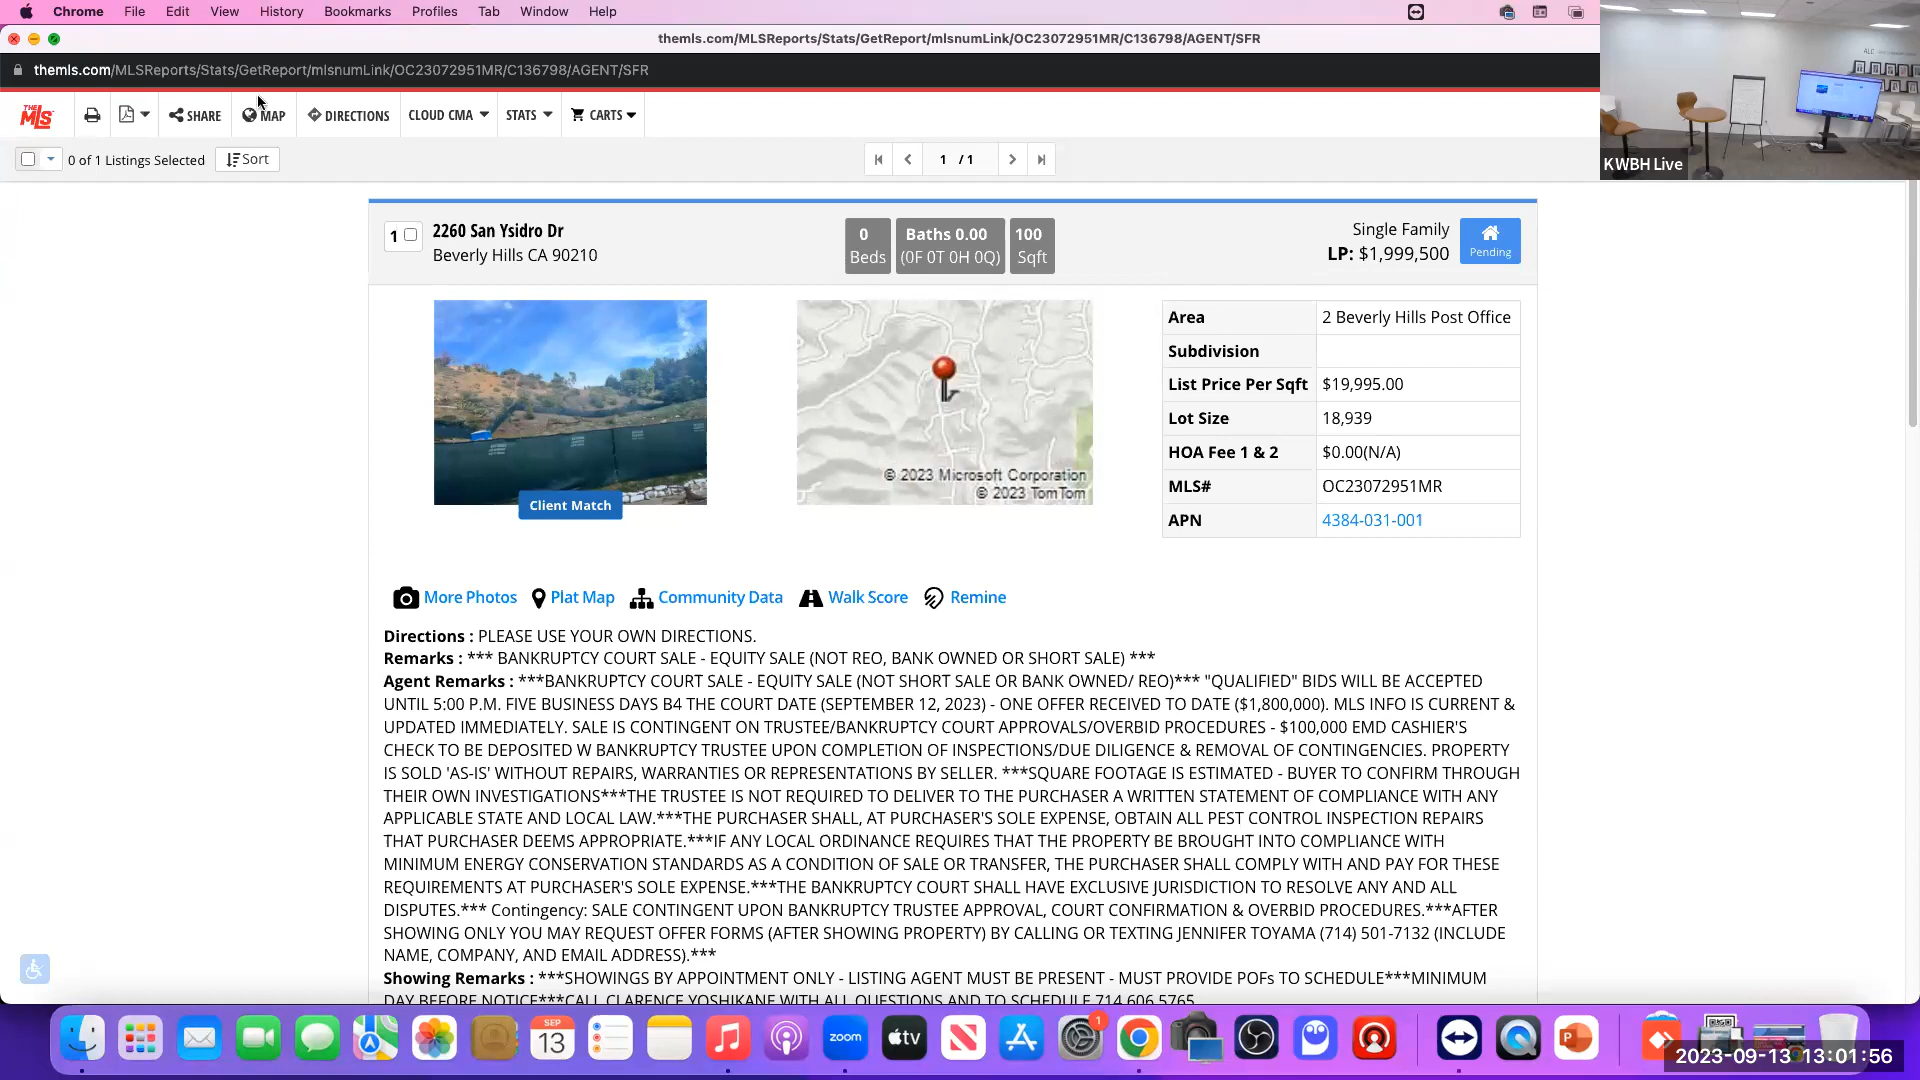 Chrome File Edit View History Bookmarks Profiles Tab Window Help
themls.com/MLSReports/Stats/GetReport/mlsnumLink/OC23072951MR/C136798/AGENT/SFR
themls.com/MLSReports/Stats/GetReport/mlsnumLink/OC23072951MR/C136798/AGENT/SFR
THE MLS SHARE MAP DIRECTIONS CLOUD CMA STATS CARTS
KWBH Live
0 of 1 Listings Selected Sort 1 / 1
1 2260 San Ysidro Dr
Beverly Hills CA 90210
0 Beds
Baths 0.00
(0F 0T 0H 0Q)
100 Sqft
Single Family
LP: $1,999,500
Pending
Client Match
© 2023 Microsoft Corporation
© 2023 TomTom
Area 2 Beverly Hills Post Office
Subdivision
List Price Per Sqft $19,995.00
Lot Size 18,939
HOA Fee 1 & 2 $0.00(N/A)
MLS# OC23072951MR
APN 4384-031-001
More Photos Plat Map Community Data Walk Score Remine
Directions : PLEASE USE YOUR OWN DIRECTIONS.
Remarks : *** BANKRUPTCY COURT SALE - EQUITY SALE (NOT REO, BANK OWNED OR SHORT SALE) ***
Agent Remarks : ***BANKRUPTCY COURT SALE - EQUITY SALE (NOT SHORT SALE OR BANK OWNED/ REO)*** "QUALIFIED" BIDS WILL BE ACCEPTED
UNTIL 5:00 P.M. FIVE BUSINESS DAYS B4 THE COURT DATE (SEPTEMBER 12, 2023) - ONE OFFER RECEIVED TO DATE ($1,800,000). MLS INFO IS CURRENT &
UPDATED IMMEDIATELY. SALE IS CONTINGENT ON TRUSTEE/BANKRUPTCY COURT APPROVALS/OVERBID PROCEDURES - $100,000 EMD CASHIER'S
CHECK TO BE DEPOSITED W BANKRUPTCY TRUSTEE UPON COMPLETION OF INSPECTIONS/DUE DILIGENCE & REMOVAL OF CONTINGENCIES. PROPERTY
IS SOLD 'AS-IS' WITHOUT REPAIRS, WARRANTIES OR REPRESENTATIONS BY SELLER. ***SQUARE FOOTAGE IS ESTIMATED - BUYER TO CONFIRM THROUGH
THEIR OWN INVESTIGATIONS***THE TRUSTEE IS NOT REQUIRED TO DELIVER TO THE PURCHASER A WRITTEN STATEMENT OF COMPLIANCE WITH ANY
APPLICABLE STATE AND LOCAL LAW.***THE PURCHASER SHALL, AT PURCHASER'S SOLE EXPENSE, OBTAIN ALL PEST CONTROL INSPECTION REPAIRS
THAT PURCHASER DEEMS APPROPRIATE.***IF ANY LOCAL ORDINANCE REQUIRES THAT THE PROPERTY BE BROUGHT INTO COMPLIANCE WITH
MINIMUM ENERGY CONSERVATION STANDARDS AS A CONDITION OF SALE OR TRANSFER, THE PURCHASER SHALL COMPLY WITH AND PAY FOR THESE
REQUIREMENTS AT PURCHASER'S SOLE EXPENSE.***THE BANKRUPTCY COURT SHALL HAVE EXCLUSIVE JURISDICTION TO RESOLVE ANY AND ALL
DISPUTES.*** Contingency: SALE CONTINGENT UPON BANKRUPTCY TRUSTEE APPROVAL, COURT CONFIRMATION & OVERBID PROCEDURES.***AFTER
SHOWING ONLY YOU MAY REQUEST OFFER FORMS (AFTER SHOWING PROPERTY) BY CALLING OR TEXTING JENNIFER TOYAMA (714) 501-7132 (INCLUDE
NAME, COMPANY, AND EMAIL ADDRESS).***
Showing Remarks : ***SHOWINGS BY APPOINTMENT ONLY - LISTING AGENT MUST BE PRESENT - MUST PROVIDE POFs TO SCHEDULE***MINIMUM
DAY BEFORE NOTICE***CALL CLARENCE YOSHIKANE WITH ALL QUESTIONS AND TO SCHEDULE 714.606.5765
SEP
13
zoom
tv
1
2023-09-13 13:01:56